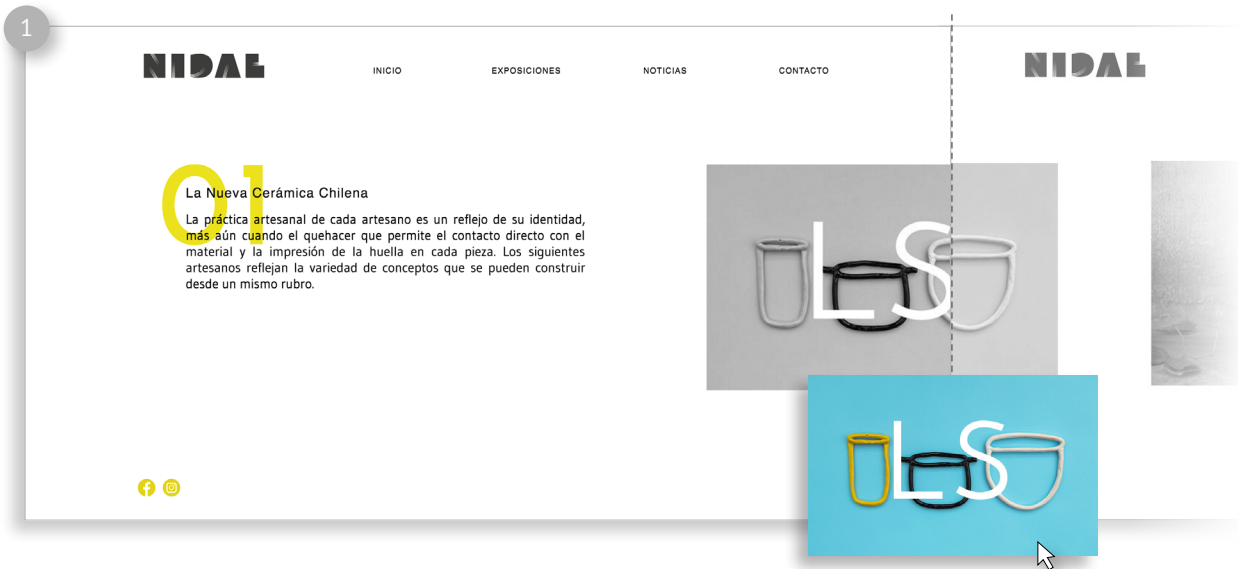 1
NIDAL
INICIO
EXPOSICIONES
NOTICIAS
CONTACTO
NIDAL
01
La Nueva Cerámica Chilena
La práctica artesanal de cada artesano es un reflejo de su identidad,
más aún cuando el quehacer que permite el contacto directo con el
material y la impresión de la huella en cada pieza. Los siguientes
artesanos reflejan la variedad de conceptos que se pueden construir
desde un mismo rubro.
LS
LS